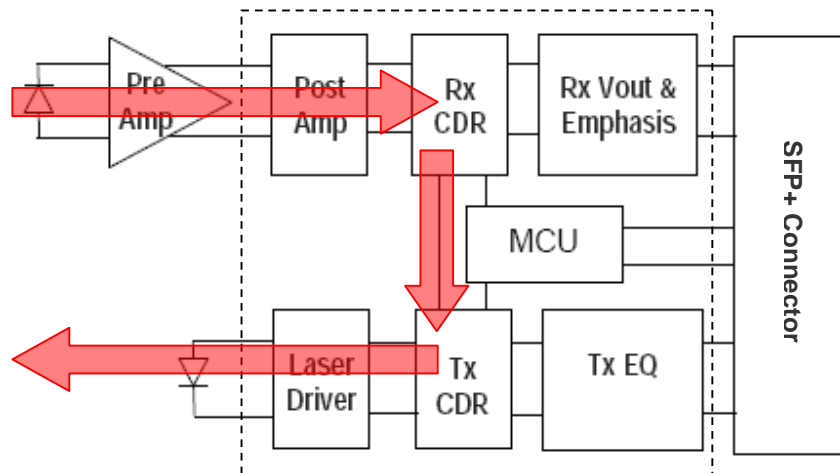 Pre
Amp
Post
Amp
Rx
CDR
Rx Vout &
Emphasis
SFP+ Connector
MCU
Laser
Driver
Tx
CDR
Tx EQ